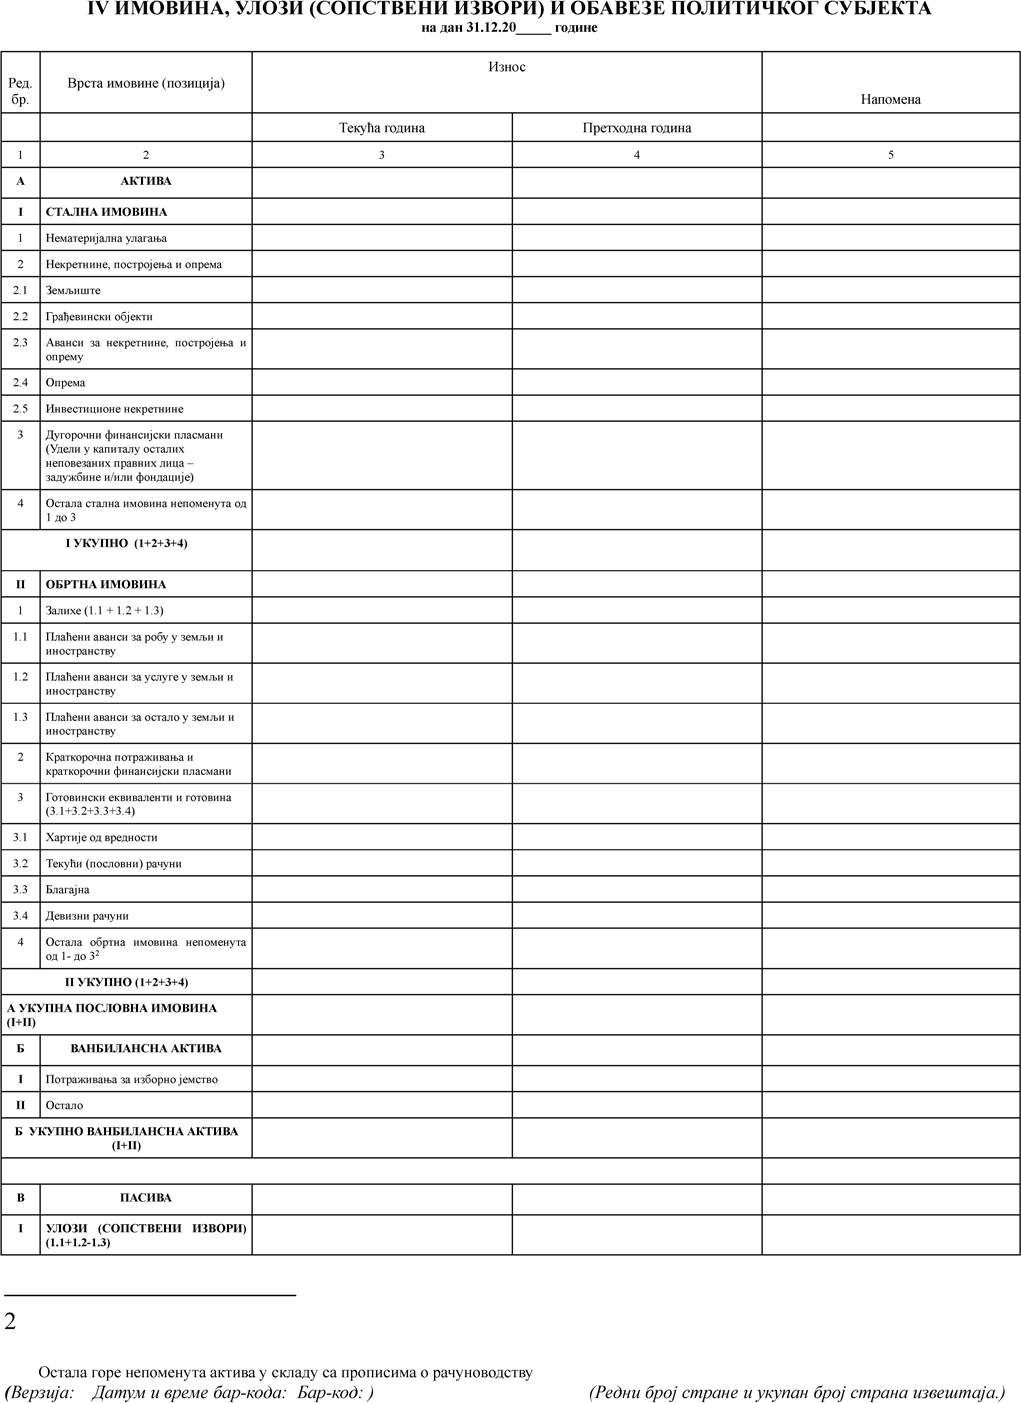 IV ИМОВИНА, УЛОЗИ (СОПСТВЕНИ ИЗВОРИ) И ОБАВЕЗЕ ПОЛИТИЧКОГ СУБЈЕКТА
на дан 31.12.20_____ године
Ред. бр. Врста имовине (позиција) Износ Напомена
Текућа година Претходна година
1 2 3 4 5
А АКТИВА
I СТАЛНА ИМОВИНА
1 Нематеријална улагања
2 Некретнине, постројења и опрема
2.1 Земљиште
2.2 Грађевински објекти
2.3 Аванси за некретнине, постројења и
опрему
2.4 Опрема
2.5 Инвестиционе некретнине
3 Дугорочни финансијски пласмани
(Удели у капиталу осталих
неповезаних правних лица –
задужбине и/или фондације)
4 Остала стална имовина непоменута од
1 до 3
I УКУПНО (1+2+3+4)
II ОБРТНА ИМОВИНА
1 Залихе (1.1 + 1.2 + 1.3)
1.1 Плаћени аванси за робу у земљи и
иностранству
1.2 Плаћени аванси за услуге у земљи и
иностранству
1.3 Плаћени аванси за остало у земљи и
иностранству
2 Краткорочна потраживања и
краткорочни финансијски пласмани
3 Готовински еквиваленти и готовина
(3.1+3.2+3.3+3.4)
3.1 Хартије од вредности
3.2 Текући (пословни) рачуни
3.3 Благајна
3.4 Девизни рачуни
4 Остала обртна имовина непоменута
од 1- до 3²
II УКУПНО (1+2+3+4)
А УКУПНА ПОСЛОВНА ИМОВИНА
(I+II)
Б ВАНБИЛАНСНА АКТИВА
I Потраживања за изборно јемство
II Остало
Б УКУПНО ВАНБИЛАНСНА АКТИВА
(I+II)
В ПАСИВА
I УЛОЗИ (СОПСТВЕНИ ИЗВОРИ)
(1.1+1.2-1.3)
2
Остала горе непоменута актива у складу са прописима о рачуноводству
(Верзија: Датум и време бар-кода: Бар-код: ) (Редни број стране и укупан број страна извештаја.)